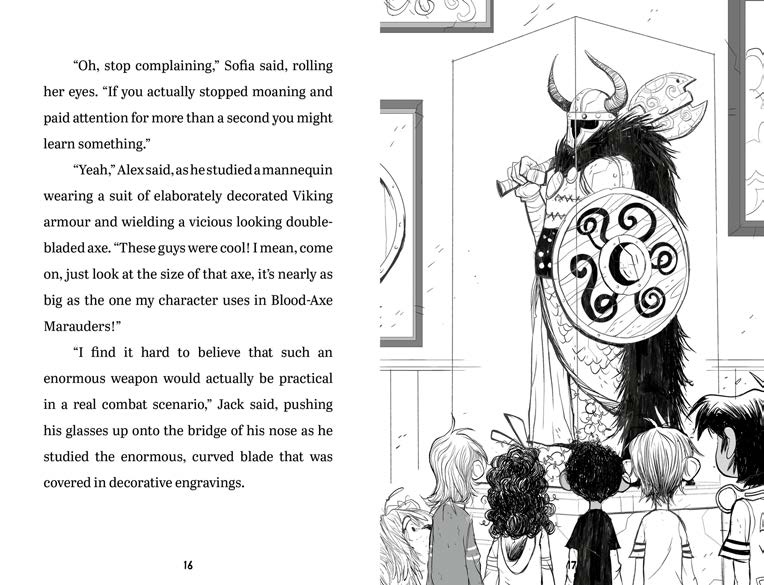 “Oh, stop complaining,” Sofia said, rolling
her eyes. “If you actually stopped moaning and
paid attention for more than a second you might
learn something.”
“Yeah,” Alex said, as he studied a mannequin
wearing a suit of elaborately decorated Viking
armour and wielding a vicious looking double-
bladed axe. “These guys were cool! I mean, come
on, just look at the size of that axe, it’s nearly as
big as the one my character uses in Blood-Axe
Marauders!”
“I find it hard to believe that such an
enormous weapon would actually be practical
in a real combat scenario,” Jack said, pushing
his glasses up onto the bridge of his nose as he
studied the enormous, curved blade that was
covered in decorative engravings.
16
17